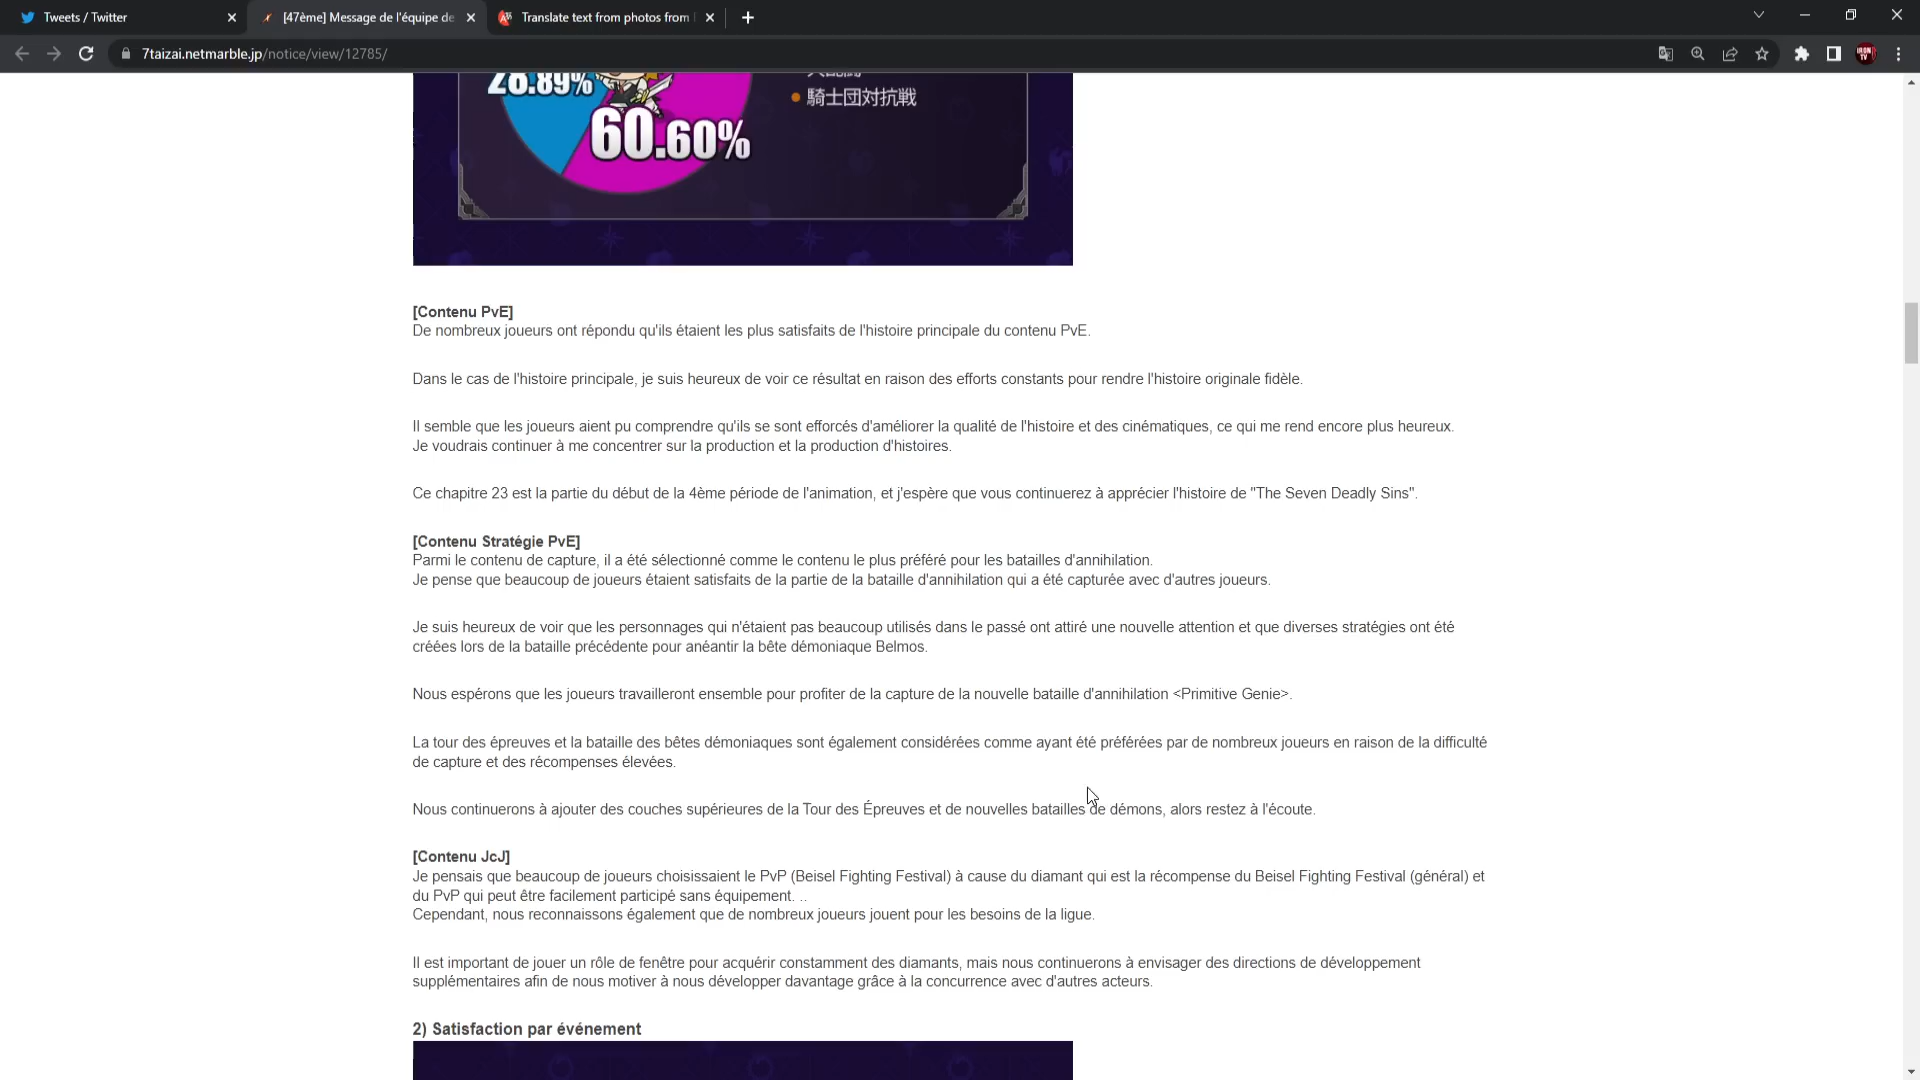 Tweets / Twitter
[47ème] Message de l'équipe de
Translate text from photos from
7taizai.netmarble.jp/notice/view/12785/
28.89%
60.60%
騎士団対抗戦
[Contenu PvE]
De nombreux joueurs ont répondu qu'ils étaient les plus satisfaits de l'histoire principale du contenu PvE.
Dans le cas de l'histoire principale, je suis heureux de voir ce résultat en raison des efforts constants pour rendre l'histoire originale fidèle.
Il semble que les joueurs aient pu comprendre qu'ils se sont efforcés d'améliorer la qualité de l'histoire et des cinématiques, ce qui me rend encore plus heureux.
Je voudrais continuer à me concentrer sur la production et la production d'histoires.
Ce chapitre 23 est la partie du début de la 4ème période de l'animation, et j'espère que vous continuerez à apprécier l'histoire de "The Seven Deadly Sins".
[Contenu Stratégie PvE]
Parmi le contenu de capture, il a été sélectionné comme le contenu le plus préféré pour les batailles d'annihilation.
Je pense que beaucoup de joueurs étaient satisfaits de la partie de la bataille d'annihilation qui a été capturée avec d'autres joueurs.
Je suis heureux de voir que les personnages qui n'étaient pas beaucoup utilisés dans le passé ont attiré une nouvelle attention et que diverses stratégies ont été
créées lors de la bataille précédente pour anéantir la bête démoniaque Belmos.
Nous espérons que les joueurs travailleront ensemble pour profiter de la capture de la nouvelle bataille d'annihilation <Primitive Genie>.
La tour des épreuves et la bataille des bêtes démoniaques sont également considérées comme ayant été préférées par de nombreux joueurs en raison de la difficulté
de capture et des récompenses élevées.
Nous continuerons à ajouter des couches supérieures de la Tour des Épreuves et de nouvelles batailles de démons, alors restez à l'écoute.
[Contenu JcJ]
Je pensais que beaucoup de joueurs choisissaient le PvP (Beisel Fighting Festival) à cause du diamant qui est la récompense du Beisel Fighting Festival (général) et
du PvP qui peut être facilement participé sans équipement. ..
Cependant, nous reconnaissons également que de nombreux joueurs jouent pour les besoins de la ligue.
Il est important de jouer un rôle de fenêtre pour acquérir constamment des diamants, mais nous continuerons à envisager des directions de développement
supplémentaires afin de nous motiver à nous développer davantage grâce à la concurrence avec d'autres acteurs.
2) Satisfaction par événement